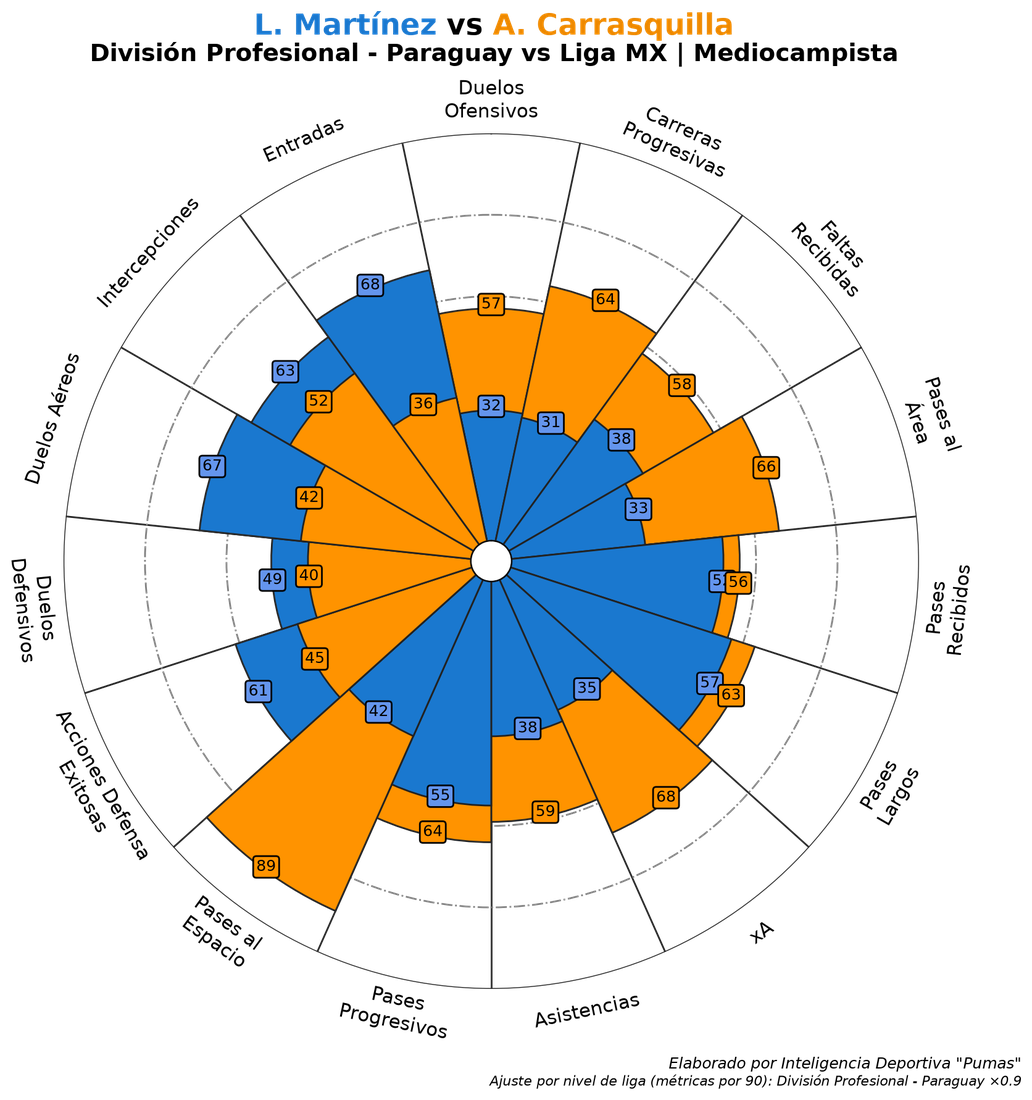 L. Martínez vs A. Carrasquilla
División Profesional - Paraguay vs Liga MX | Mediocampista
Duelos
Ofensivos
Carreras
Progresivas
Faltas
Recibidas
Pases al
Área
Pases
Recibidos
Pases
Largos
xA
Asistencias
Pases
Progresivos
Pases al
Espacio
Acciones Defensa
Exitosas
Duelos
Defensivos
Duelos Aéreos
Intercepciones
Entradas
57
32
64
31
58
38
66
33
56
63
57
68
35
59
38
64
55
89
42
45
61
40
49
42
67
52
63
36
68
Elaborado por Inteligencia Deportiva "Pumas"
Ajuste por nivel de liga (métricas por 90): División Profesional - Paraguay ×0.9